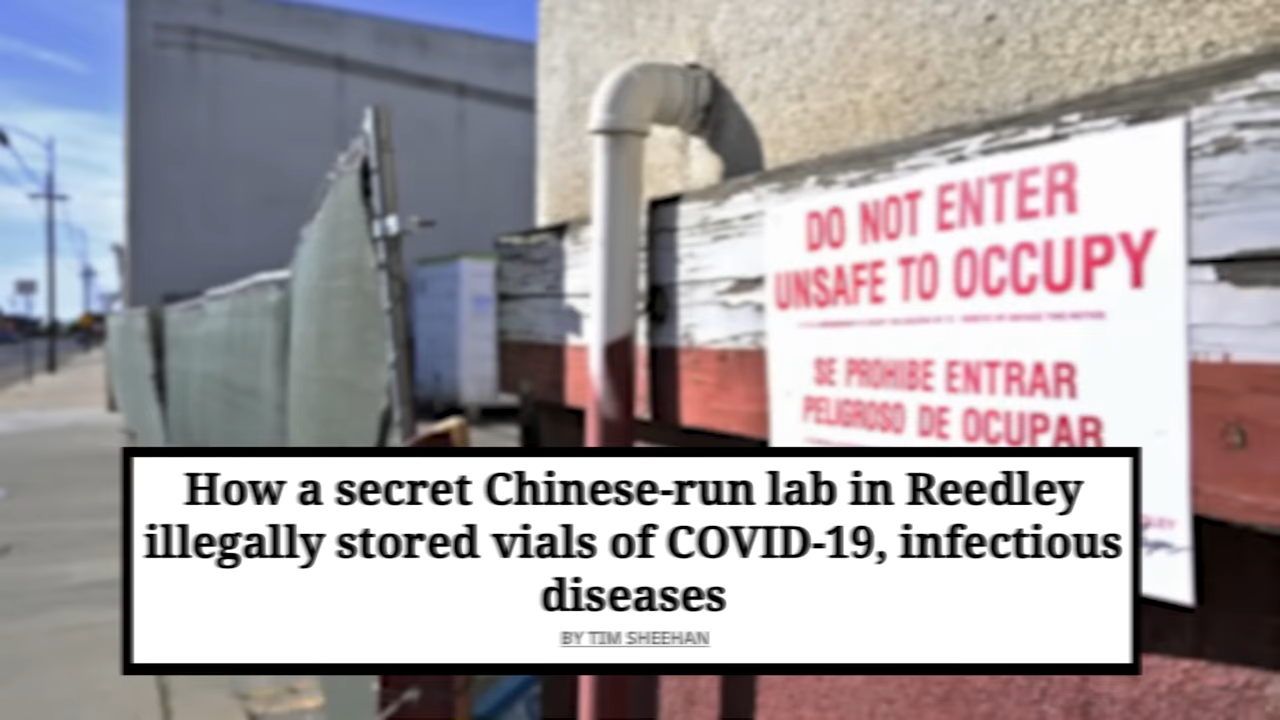 DO NOT ENTER
UNSAFE TO OCCUPY
SE PROHIBE ENTRAR
PELIGROSO DE OCUPAR
How a secret Chinese-run lab in Reedley
illegally stored vials of COVID-19, infectious
diseases
BY TIM SHEEHAN